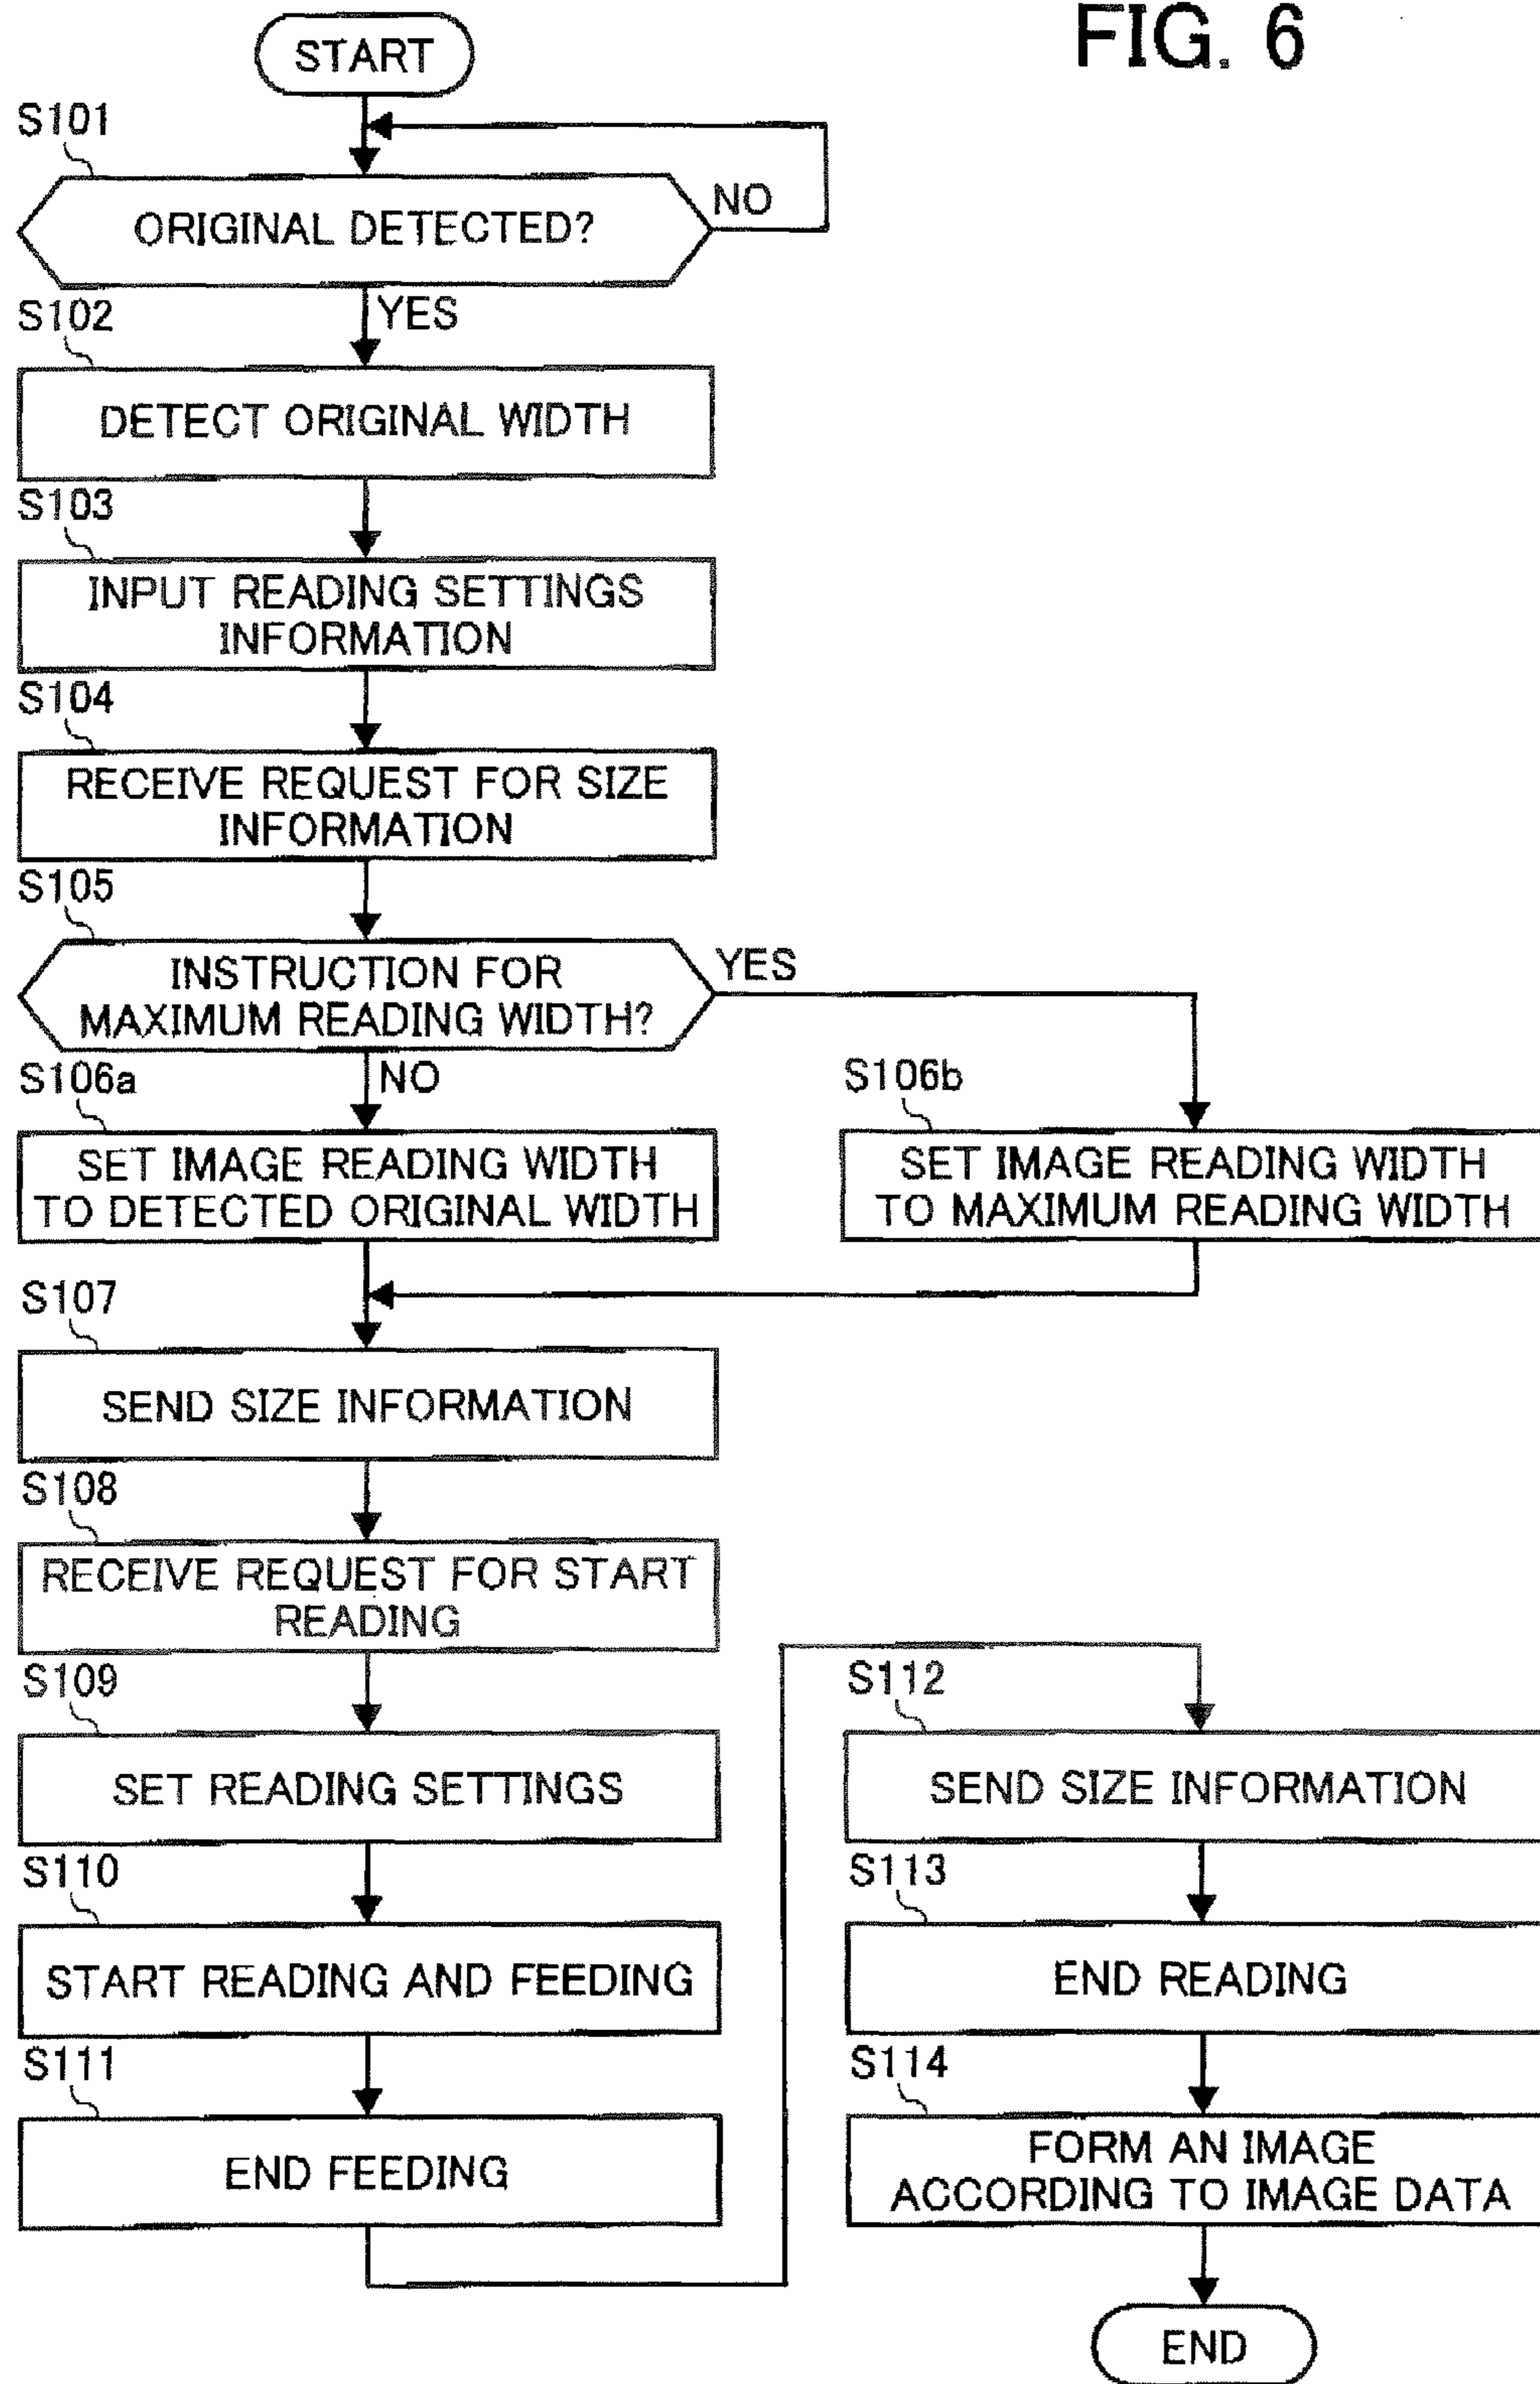 FIG. 6
START
S101
ORIGINAL DETECTED?
NO
YES
S102
DETECT ORIGINAL WIDTH
S103
INPUT READING SETTINGS
INFORMATION
S104
RECEIVE REQUEST FOR SIZE
INFORMATION
S105
INSTRUCTION FOR
MAXIMUM READING WIDTH?
YES
NO
S106a
SET IMAGE READING WIDTH
TO DETECTED ORIGINAL WIDTH
S106b
SET IMAGE READING WIDTH
TO MAXIMUM READING WIDTH
S107
SEND SIZE INFORMATION
S108
RECEIVE REQUEST FOR START
READING
S109
SET READING SETTINGS
S110
START READING AND FEEDING
S111
END FEEDING
S112
SEND SIZE INFORMATION
S113
END READING
S114
FORM AN IMAGE
ACCORDING TO IMAGE DATA
END